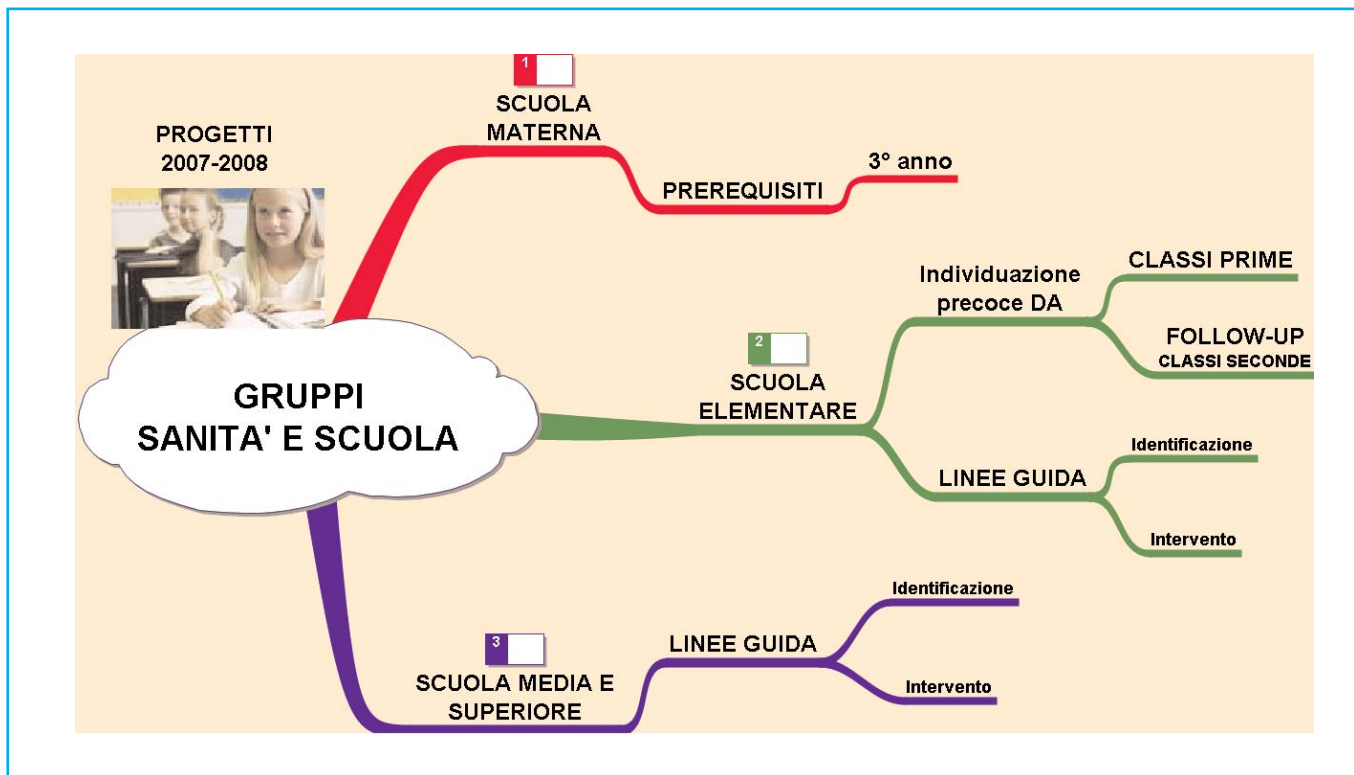 PROGETTI
2007-2008
GRUPPI
SANITA' E SCUOLA
1
SCUOLA
MATERNA
PREREQUISITI
3° anno
2
SCUOLA
ELEMENTARE
Individuazione
precoce DA
CLASSI PRIME
FOLLOW-UP
CLASSI SECONDE
LINEE GUIDA
Identificazione
Intervento
3
SCUOLA MEDIA E
SUPERIORE
LINEE GUIDA
Identificazione
Intervento